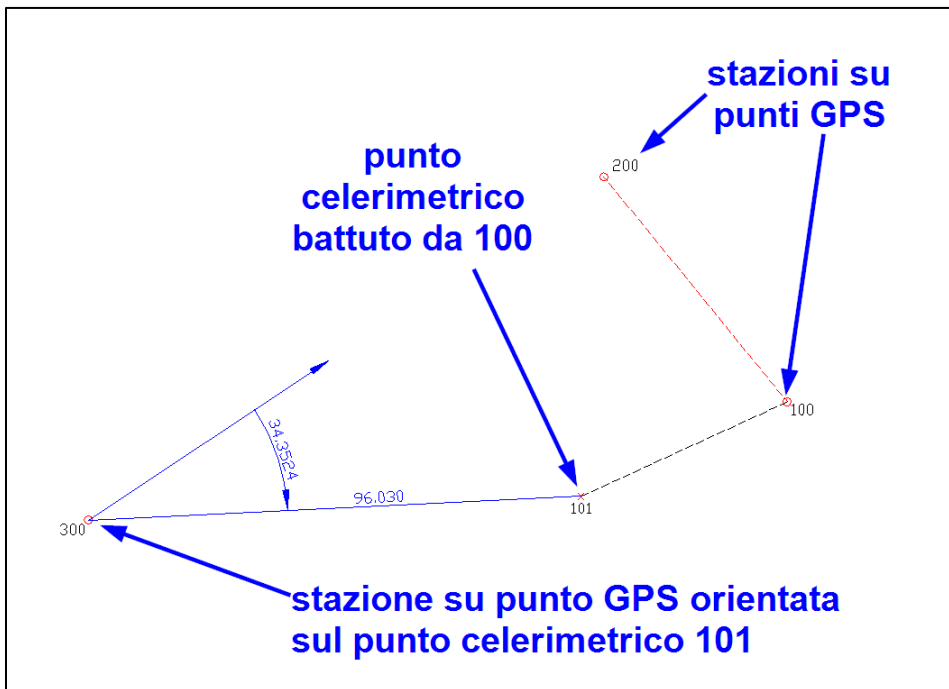 stazioni su
punti GPS
200
punto
celerimetrico
battuto da 100
100
34.3524
96.030
101
300
stazione su punto GPS orientata
sul punto celerimetrico 101